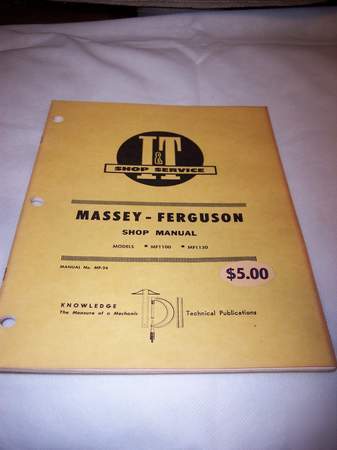 I&T
SHOP SERVICE
MASSEY - FERGUSON
SHOP MANUAL
MODELS • MF1100 • MF1130
MANUAL No. MF-24
$5.00
KNOWLEDGE
The Measure of a Mechanic
Technical Publications